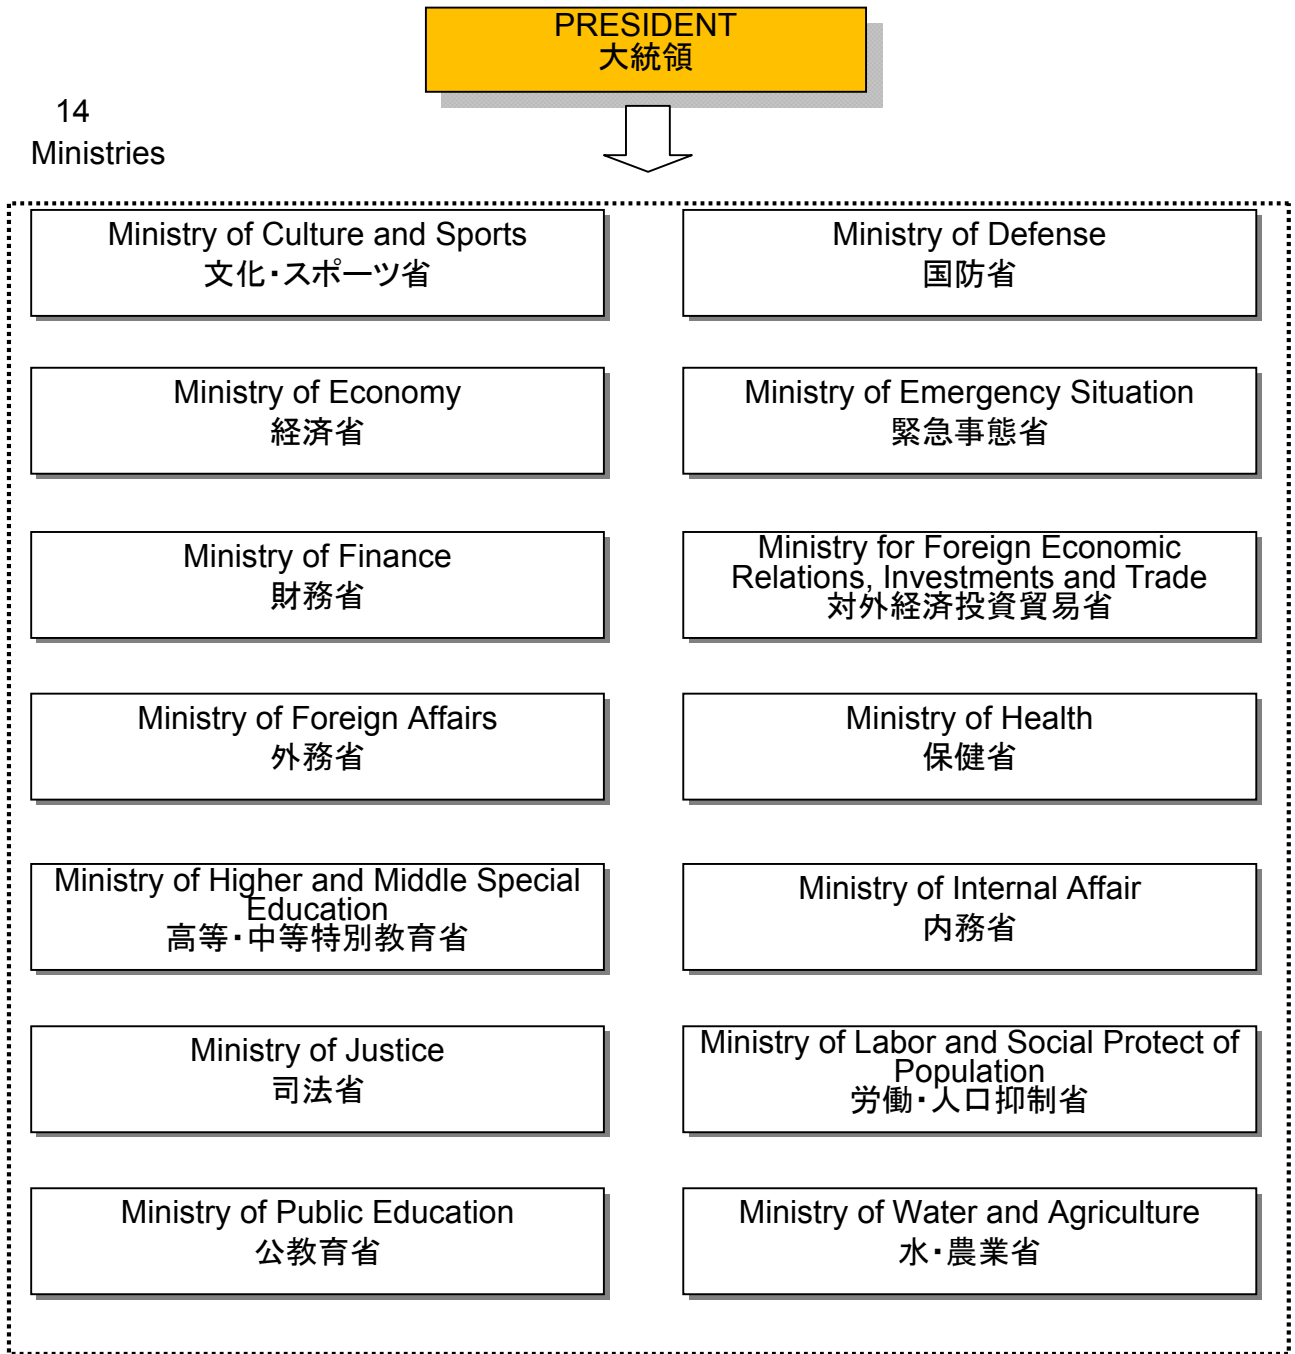 PRESIDENT
大統領
14
Ministries
Ministry of Culture and Sports
文化・スポーツ省
Ministry of Defense
国防省
Ministry of Economy
経済省
Ministry of Emergency Situation
緊急事態省
Ministry of Finance
財務省
Ministry for Foreign Economic
Relations, Investments and Trade
対外経済投資貿易省
Ministry of Foreign Affairs
外務省
Ministry of Health
保健省
Ministry of Higher and Middle Special
Education
高等・中等特別教育省
Ministry of Internal Affair
内務省
Ministry of Justice
司法省
Ministry of Labor and Social Protect of
Population
労働・人口抑制省
Ministry of Public Education
公教育省
Ministry of Water and Agriculture
水・農業省